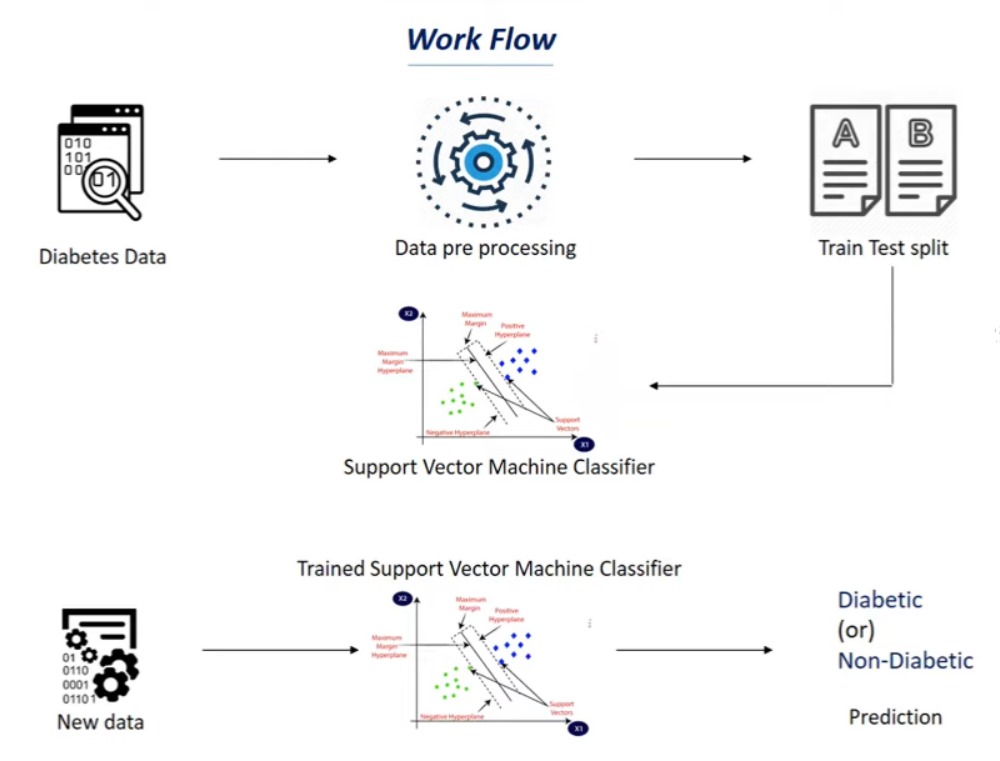 Work Flow
010
101
00
01
A
B
Diabetes Data
Data pre processing
Train Test split
X2
Maximum
Margin
Positive
Hyperplane
Maximum
Margin
Hyperplane
Support
Vectors
Negative Hyperplane
X1
Support Vector Machine Classifier
Trained Support Vector Machine Classifier
X2
Maximum
Margin
Positive
Hyperplane
Maximum
Margin
Hyperplane
Support
Vectors
Negative Hyperplane
X1
01
0110
0001
01101
New data
Diabetic
(or)
Non-Diabetic
Prediction